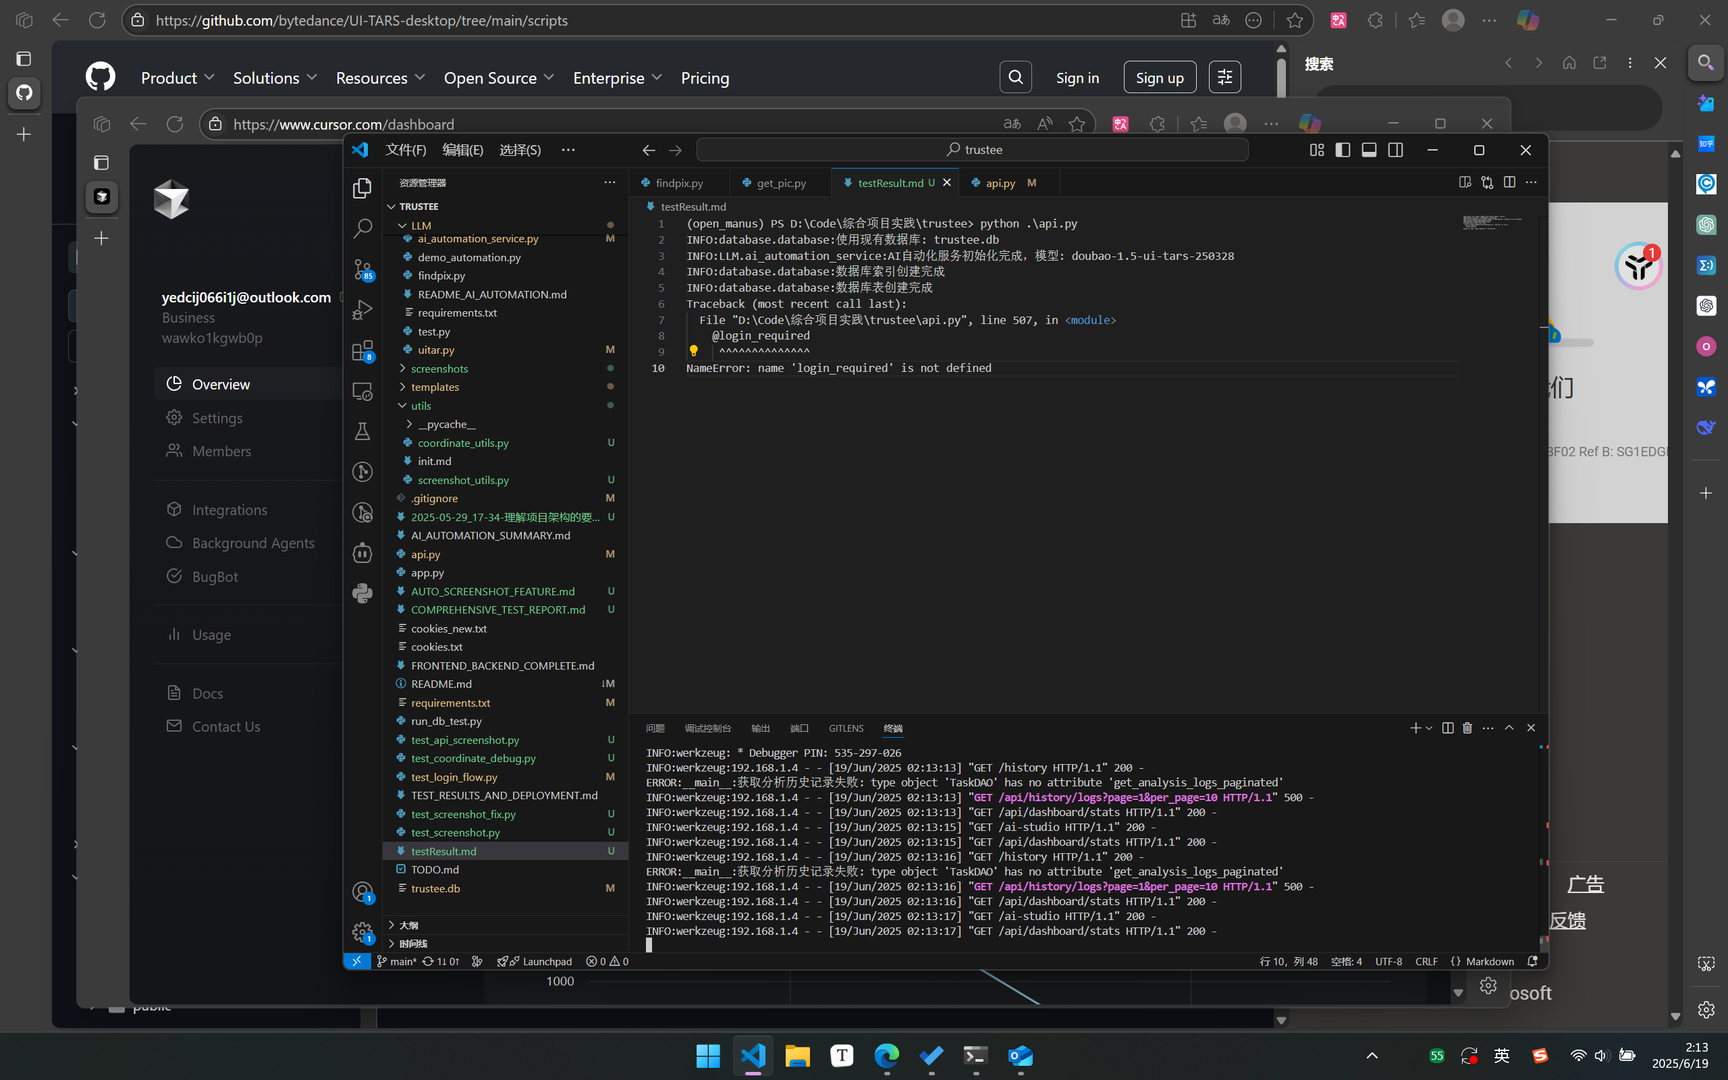 https://github.com/bytedance/UI-TARS-desktop/tree/main/scripts
Product
Solutions
Resources
Open Source
Enterprise
Pricing
Sign in
Sign up
搜索
https://www.cursor.com/dashboard
yedcij066i1j@outlook.com
Business
wawko1kgwb0p
Overview
Settings
Members
Integrations
Background Agents
BugBot
Usage
Docs
Contact Us
文件(F)
编辑(E)
选择(S)
trustee
资源管理器
TRUSTEE
LLM
ai_automation_service.py M
demo_automation.py
findpix.py
README_AI_AUTOMATION.md
requirements.txt
test.py
uitar.py M
screenshots
templates
utils
__pycache__
coordinate_utils.py U
init.md
screenshot_utils.py U
.gitignore M
2025-05-29_17-34-理解项目架构的要... U
AI_AUTOMATION_SUMMARY.md
api.py M
app.py
AUTO_SCREENSHOT_FEATURE.md U
COMPREHENSIVE_TEST_REPORT.md U
cookies_new.txt
cookies.txt
FRONTEND_BACKEND_COMPLETE.md
README.md ↓M
requirements.txt M
run_db_test.py
test_api_screenshot.py U
test_coordinate_debug.py U
test_login_flow.py M
TEST_RESULTS_AND_DEPLOYMENT.md
test_screenshot_fix.py U
test_screenshot.py U
testResult.md U
TODO.md
trustee.db M
大纲
时间线
findpix.py
get_pic.py
testResult.md U
api.py M
testResult.md
1 (open_manus) PS D:\Code\综合项目实践\trustee> python .\api.py
2 INFO:database.database:使用现有数据库: trustee.db
3 INFO:LLM.ai_automation_service:AI自动化服务初始化完成，模型: doubao-1.5-ui-tars-250328
4 INFO:database.database:数据库索引创建完成
5 INFO:database.database:数据库表创建完成
6 Traceback (most recent call last):
7 File "D:\Code\综合项目实践\trustee\api.py", line 507, in <module>
8 @login_required
9 ^^^^^^^^^^^^^^
10 NameError: name 'login_required' is not defined
问题
调试控制台
输出
端口
GITLENS
终端
INFO:werkzeug: * Debugger PIN: 535-297-026
INFO:werkzeug:192.168.1.4 - - [19/Jun/2025 02:13:13] "GET /history HTTP/1.1" 200 -
ERROR:__main__:获取分析历史记录失败: type object 'TaskDAO' has no attribute 'get_analysis_logs_paginated'
INFO:werkzeug:192.168.1.4 - - [19/Jun/2025 02:13:13] "GET /api/history/logs?page=1&per_page=10 HTTP/1.1" 500 -
INFO:werkzeug:192.168.1.4 - - [19/Jun/2025 02:13:13] "GET /api/dashboard/stats HTTP/1.1" 200 -
INFO:werkzeug:192.168.1.4 - - [19/Jun/2025 02:13:15] "GET /ai-studio HTTP/1.1" 200 -
INFO:werkzeug:192.168.1.4 - - [19/Jun/2025 02:13:15] "GET /api/dashboard/stats HTTP/1.1" 200 -
INFO:werkzeug:192.168.1.4 - - [19/Jun/2025 02:13:16] "GET /history HTTP/1.1" 200 -
ERROR:__main__:获取分析历史记录失败: type object 'TaskDAO' has no attribute 'get_analysis_logs_paginated'
INFO:werkzeug:192.168.1.4 - - [19/Jun/2025 02:13:16] "GET /api/history/logs?page=1&per_page=10 HTTP/1.1" 500 -
INFO:werkzeug:192.168.1.4 - - [19/Jun/2025 02:13:16] "GET /api/dashboard/stats HTTP/1.1" 200 -
INFO:werkzeug:192.168.1.4 - - [19/Jun/2025 02:13:17] "GET /ai-studio HTTP/1.1" 200 -
INFO:werkzeug:192.168.1.4 - - [19/Jun/2025 02:13:17] "GET /api/dashboard/stats HTTP/1.1" 200 -
main* 1↓ 0↑
Launchpad
0 0
行 10，列 48
空格: 4
UTF-8
CRLF
{} Markdown
1000
们
3F02 Ref B: SG1EDG
广告
反馈
osoft
public
55
英
2:13
2025/6/19